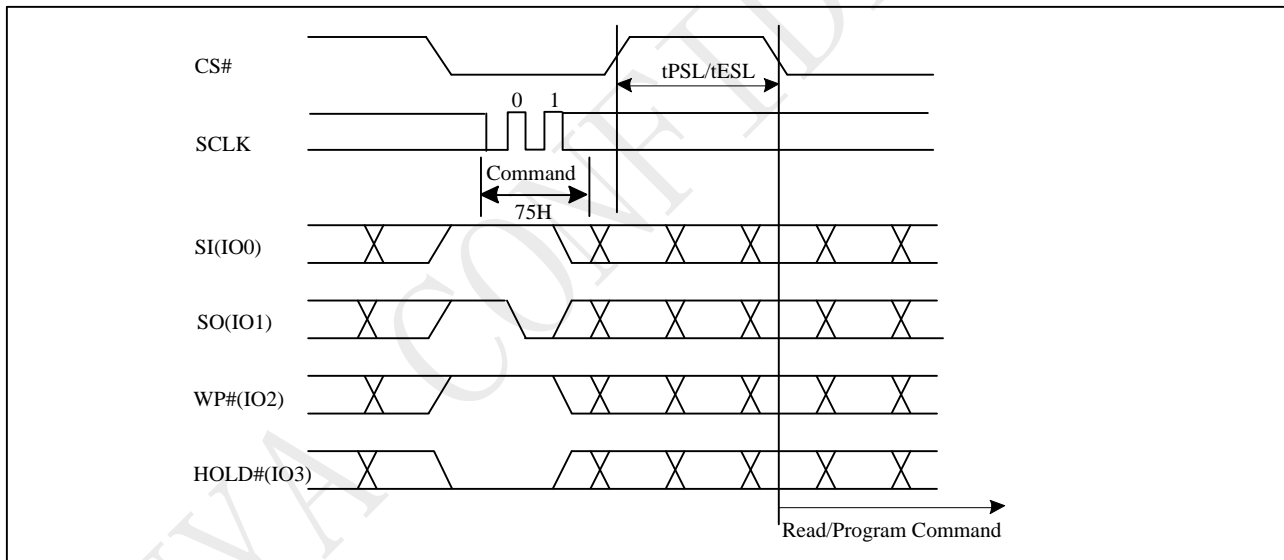 CS#
tPSL/tESL
0 1
SCLK
Command
75H
SI(IO0)
SO(IO1)
WP#(IO2)
HOLD#(IO3)
Read/Program Command